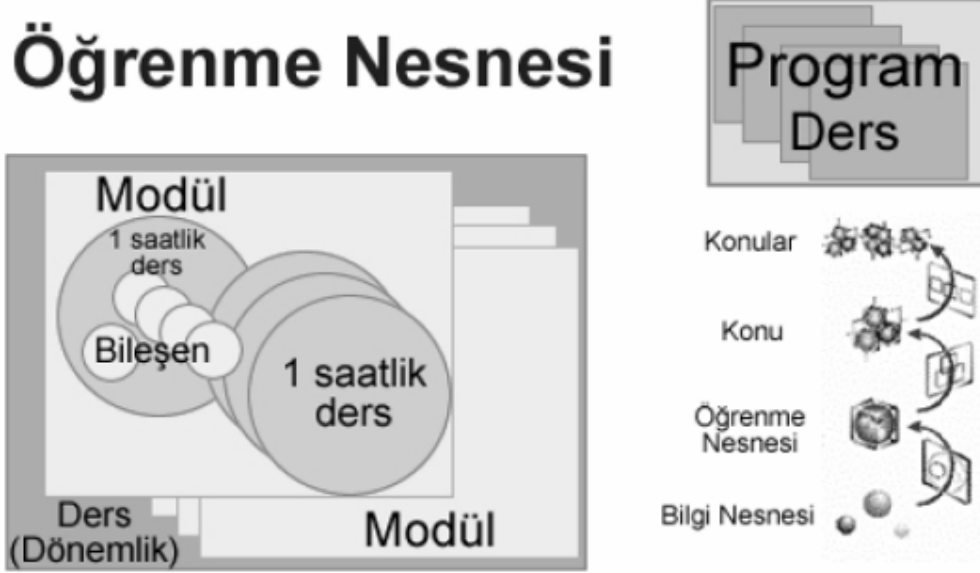 Öğrenme Nesnesi
Program
Ders
Modül
1 saatlik
ders
Bileşen
1 saatlik
ders
Ders
(Dönemlik)
Modül
Konular
Konu
Öğrenme
Nesnesi
Bilgi Nesnesi